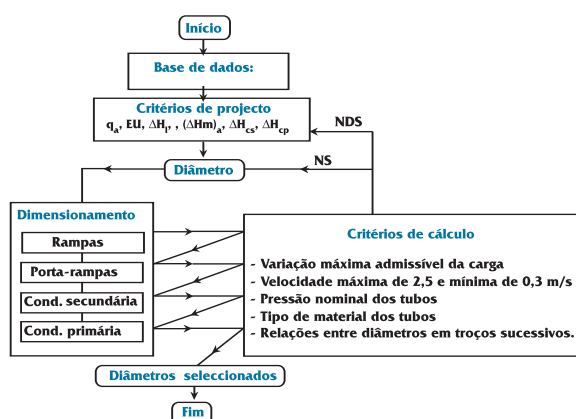 Início
Base de dados:
Critérios de projecto
qa, EU, ΔHl, , (ΔHm)a, ΔHcs, ΔHcp
NDS
NS
Diâmetro
Dimensionamento
Rampas
Porta-rampas
Cond. secundária
Cond. primária
Critérios de cálculo
- Variação máxima admissível da carga
- Velocidade máxima de 2,5 e mínima de 0,3 m/s
- Pressão nominal dos tubos
- Tipo de material dos tubos
- Relações entre diâmetros em troços sucessivos.
Diâmetros seleccionados
Fim